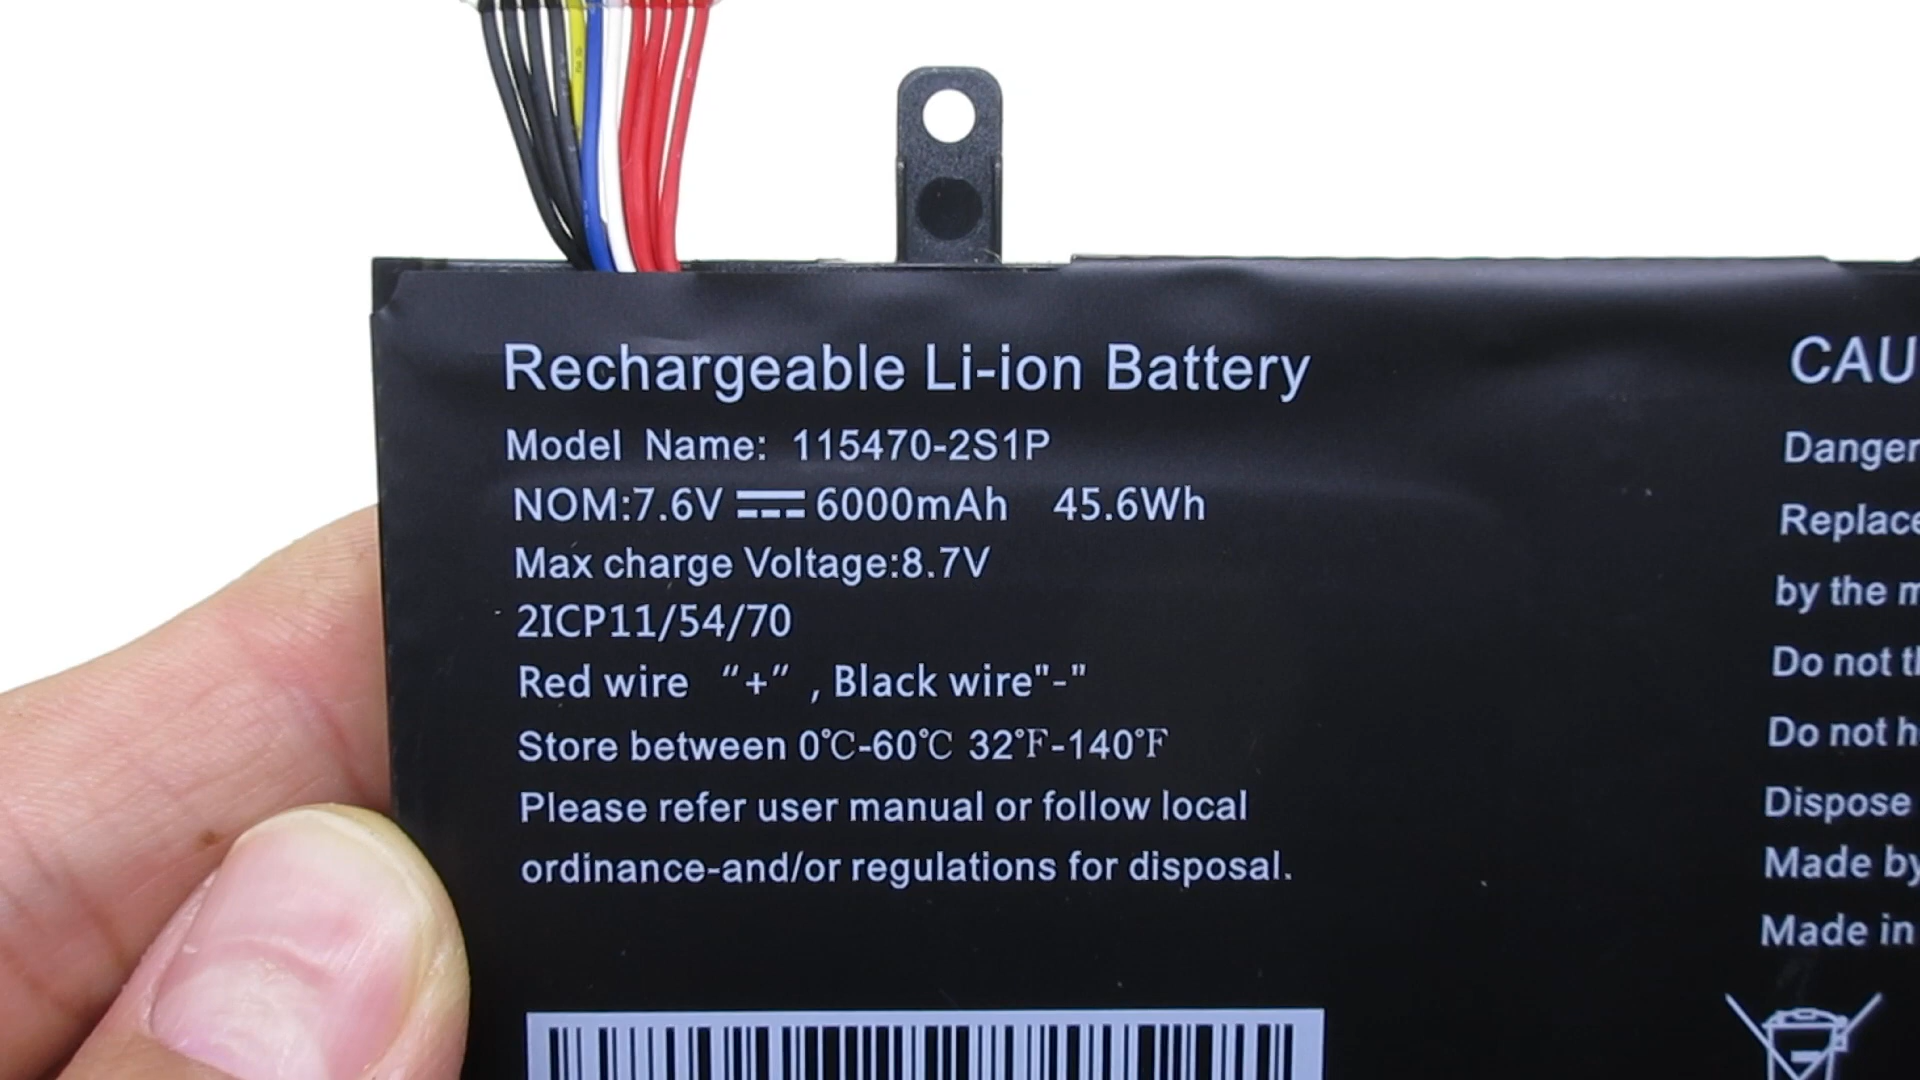 Rechargeable Li-ion Battery
Model Name: 115470-2S1P
NOM:7.6V ⎓ 6000mAh 45.6Wh
Max charge Voltage:8.7V
2ICP11/54/70
Red wire “+” , Black wire"-"
Store between 0℃-60℃ 32℉-140℉
Please refer user manual or follow local
ordinance-and/or regulations for disposal.
CAU
Danger
Replace
by the m
Do not t
Do not h
Dispose
Made by
Made in